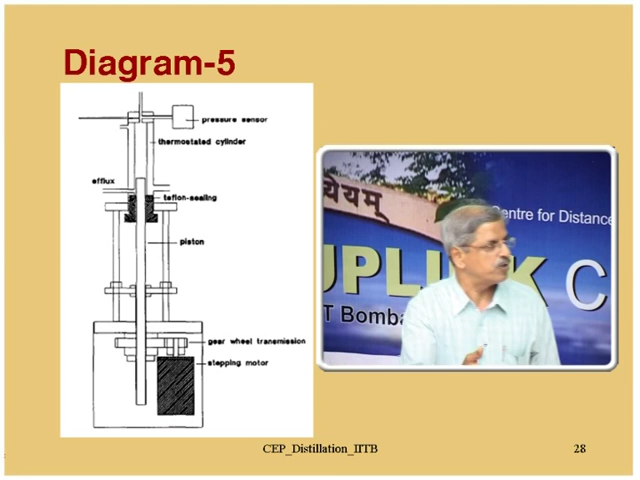 Diagram-5
pressure sensor
thermostated cylinder
efflux
teflon-sealing
piston
gear wheel transmission
stepping motor
येयम्
Centre for Distance
UPLI K C
T Bomba
CEP_Distillation_IITB
28